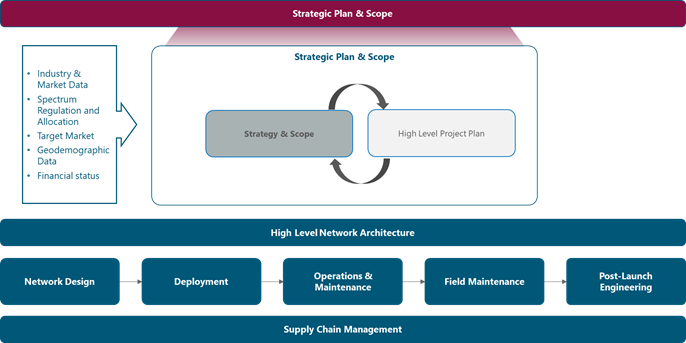 Strategic Plan & Scope
Strategic Plan & Scope
• Industry &
Market Data
• Spectrum
Regulation and
Allocation
• Target Market
• Geodemographic
Data
• Financial status
Strategy & Scope
High Level Project Plan
High Level Network Architecture
Network Design
Deployment
Operations &
Maintenance
Field Maintenance
Post-Launch
Engineering
Supply Chain Management